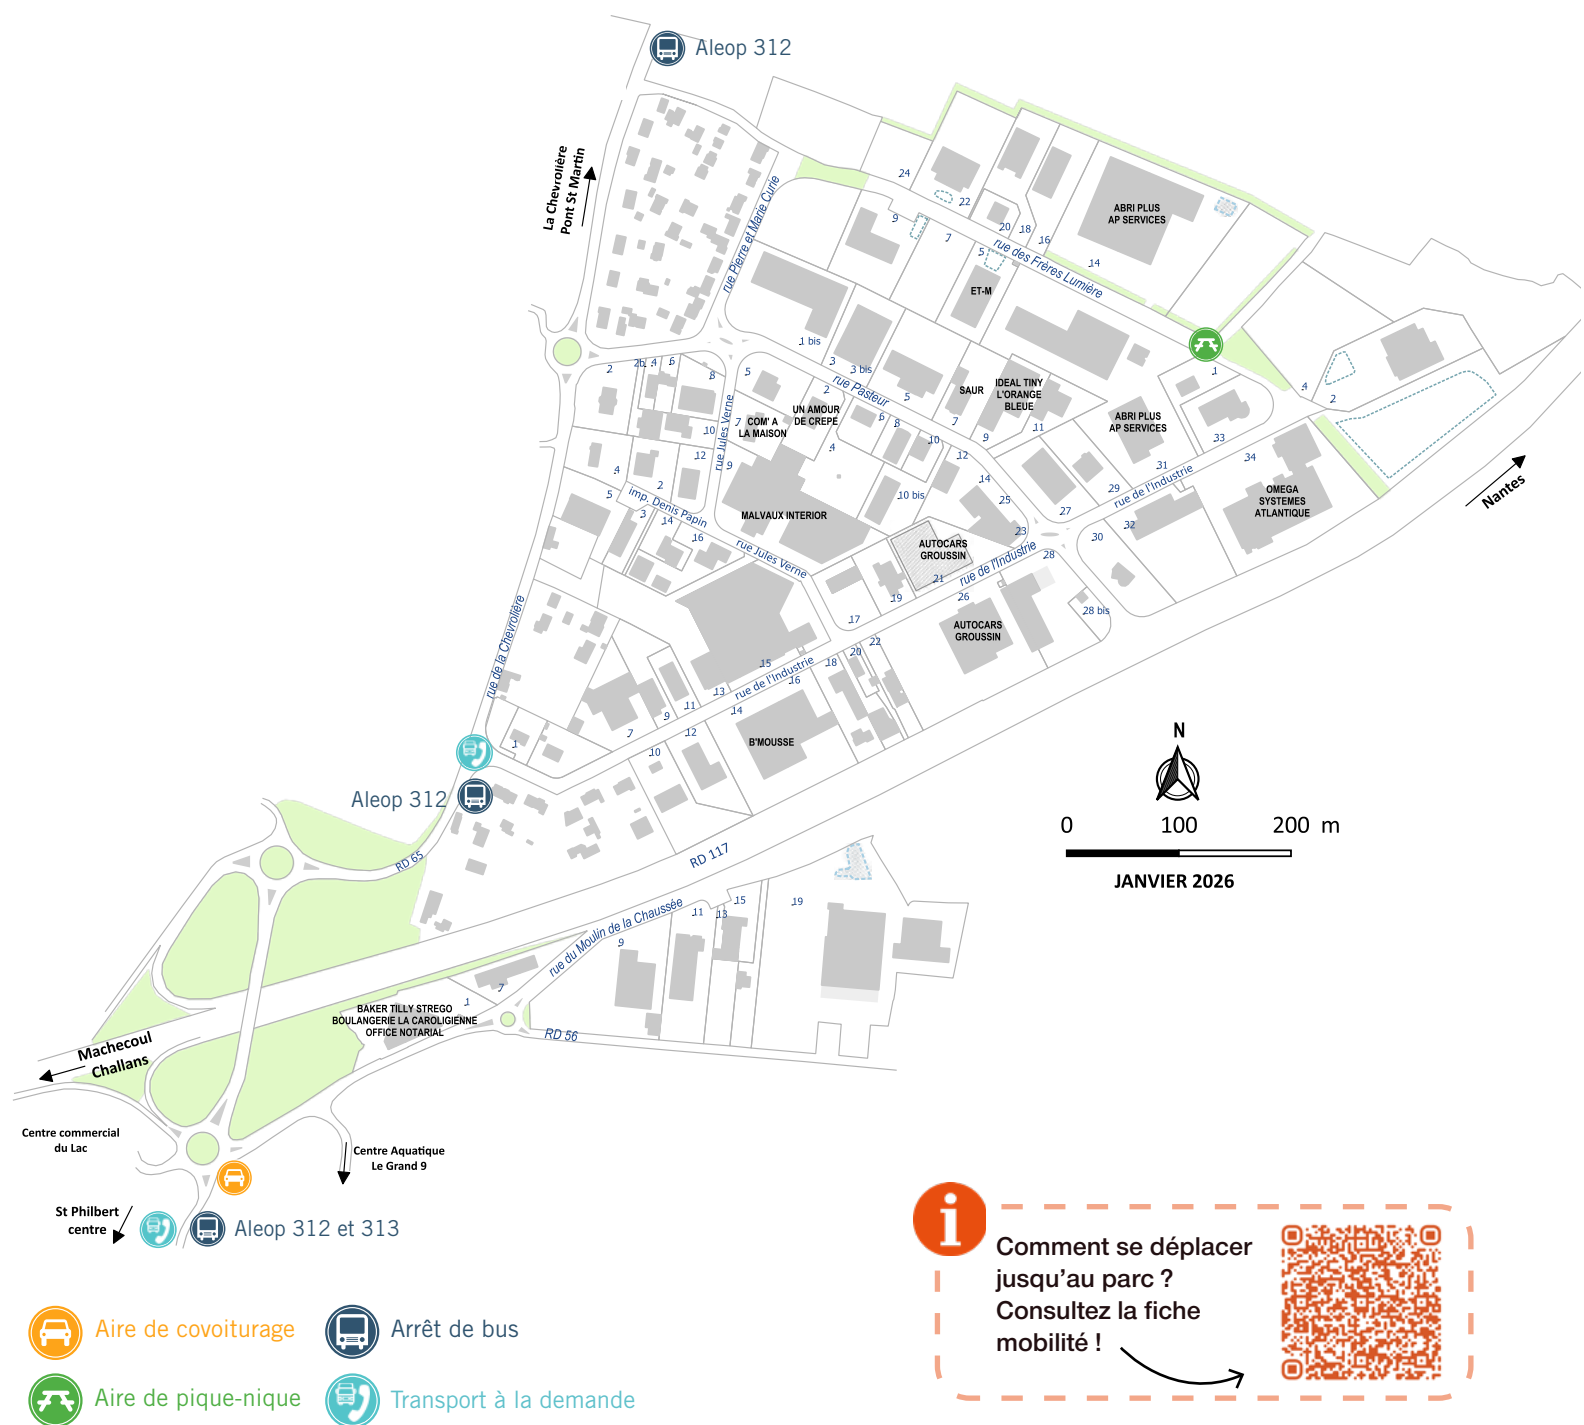 Aleop 312
La Chevrolière
Pont St Martin
rue Pierre et Marie Curie
24
22
20
18
16
14
9
7
5
ABRI PLUS
AP SERVICES
rue des Frères Lumière
ET-M
1 bis
3
3 bis
5
rue Pasteur
2
2b
4
6
8
5
2
6
8
10
12
14
SAUR
7
9
IDEAL TINY
L'ORANGE
BLEUE
11
ABRI PLUS
AP SERVICES
1
4
2
33
31
29
27
34
32
30
rue de l'Industrie
OMEGA
SYSTEMES
ATLANTIQUE
Nantes
UN AMOUR
DE CREPE
COM' A
LA MAISON
7
9
10
12
4
rue Jules Verne
MALVAUX INTERIOR
10 bis
25
23
4
2
5
3
14
16
imp. Denis Papin
rue Jules Verne
AUTOCARS
GROUSSIN
21
19
17
rue de l'Industrie
28
26
28 bis
AUTOCARS
GROUSSIN
22
20
18
16
15
14
13
12
11
10
9
7
1
rue de l'Industrie
B'MOUSSE
rue de la Chevrolière
Aleop 312
RD 65
RD 117
N
0 100 200 m
JANVIER 2026
rue du Moulin de la Chaussée
19
15
13
11
9
7
1
BAKER TILLY STREGO
BOULANGERIE LA CAROLIGIENNE
OFFICE NOTARIAL
RD 56
Machecoul
Challans
Centre commercial
du Lac
Centre Aquatique
Le Grand 9
St Philbert
centre
Aleop 312 et 313
Aire de covoiturage
Arrêt de bus
Aire de pique-nique
Transport à la demande
i
Comment se déplacer
jusqu'au parc ?
Consultez la fiche
mobilité !